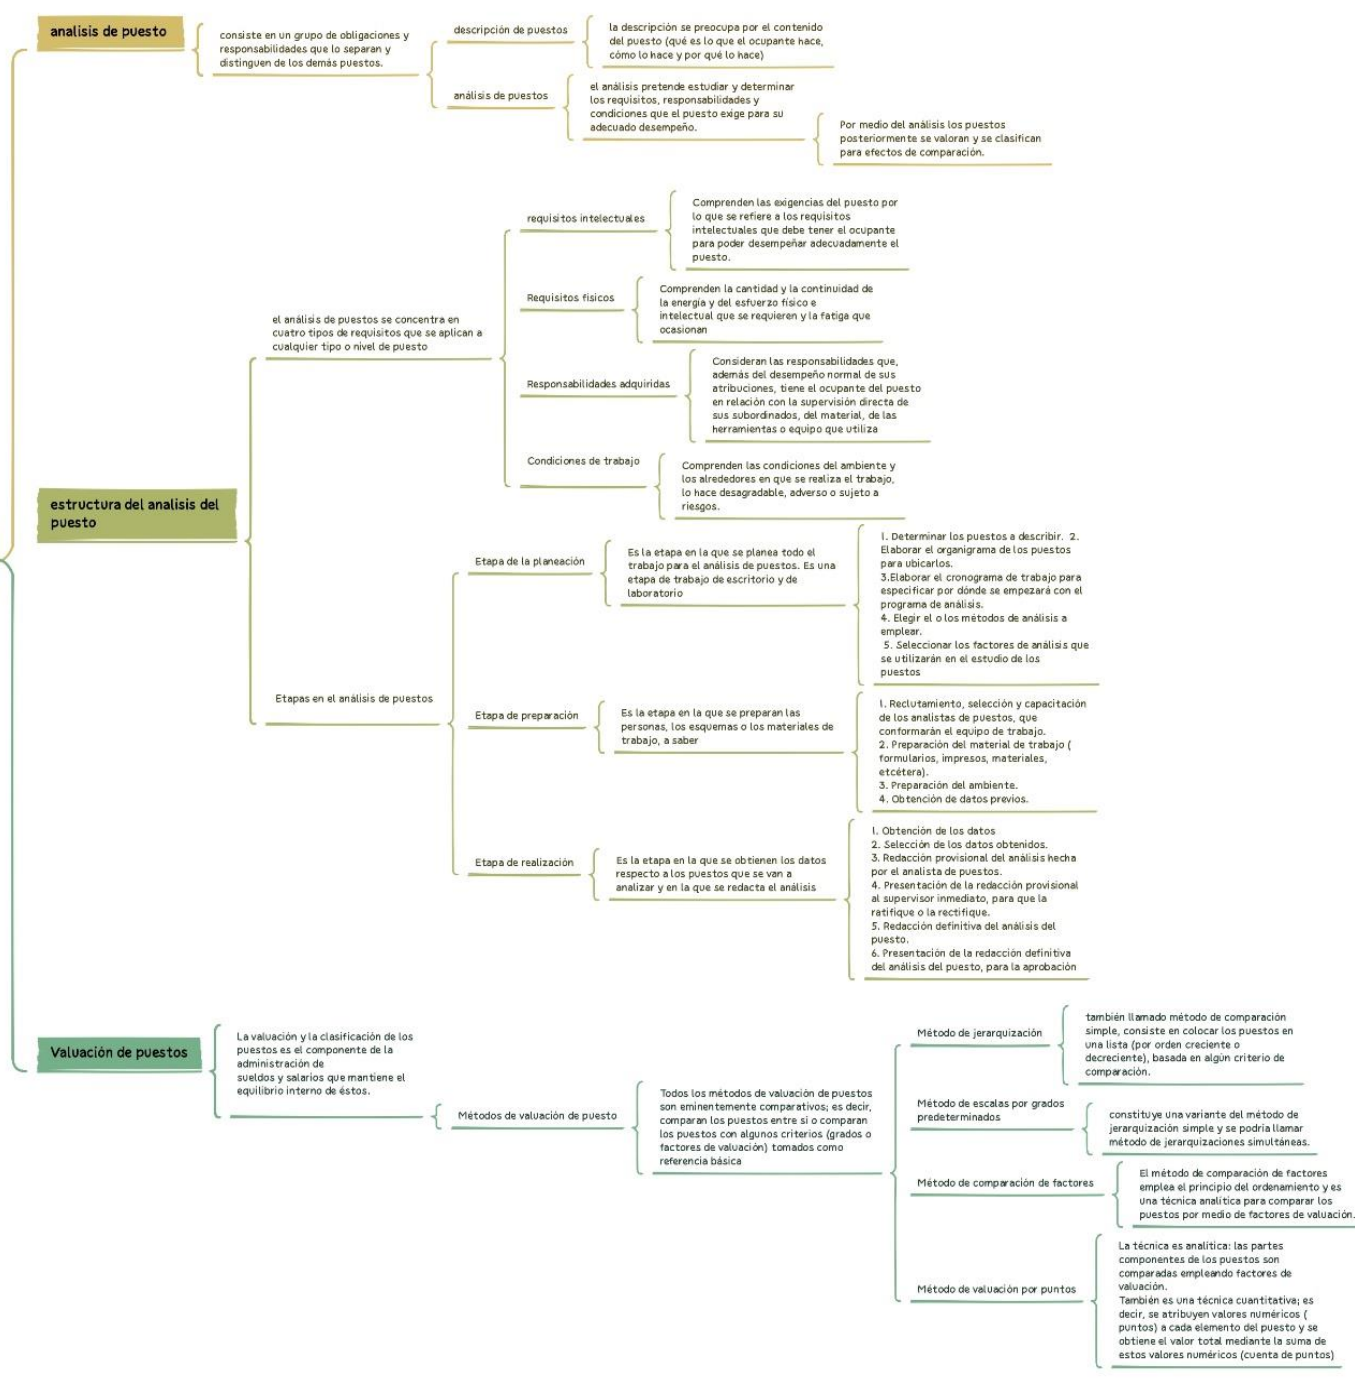 analisis de puesto
consiste en un grupo de obligaciones y
responsabilidades que lo separan y
distinguen de los demás puestos.
descripción de puestos
la descripción se preocupa por el contenido
del puesto (qué es lo que el ocupante hace,
cómo lo hace y por qué lo hace)
análisis de puestos
el análisis pretende estudiar y determinar
los requisitos, responsabilidades y
condiciones que el puesto exige para su
adecuado desempeño.
Por medio del análisis los puestos
posteriormente se valoran y se clasifican
para efectos de comparación.
estructura del analisis del
puesto
el análisis de puestos se concentra en
cuatro tipos de requisitos que se aplican a
cualquier tipo o nivel de puesto
requisitos intelectuales
Comprenden las exigencias del puesto por
lo que se refiere a los requisitos
intelectuales que debe tener el ocupante
para poder desempeñar adecuadamente el
puesto.
Requisitos físicos
Comprenden la cantidad y la continuidad de
la energía y del esfuerzo físico e
intelectual que se requieren y la fatiga que
ocasionan
Responsabilidades adquiridas
Consideran las responsabilidades que,
además del desempeño normal de sus
atribuciones, tiene el ocupante del puesto
en relación con la supervisión directa de
sus subordinados, del material, de las
herramientas o equipo que utiliza
Condiciones de trabajo
Comprenden las condiciones del ambiente y
los alrededores en que se realiza el trabajo,
lo hace desagradable, adverso o sujeto a
riesgos.
Etapas en el análisis de puestos
Etapa de la planeación
Es la etapa en la que se planea todo el
trabajo para el análisis de puestos. Es una
etapa de trabajo de escritorio y de
laboratorio
1. Determinar los puestos a describir. 2.
Elaborar el organigrama de los puestos
para ubicarlos.
3.Elaborar el cronograma de trabajo para
especificar por dónde se empezará con el
programa de análisis.
4. Elegir el o los métodos de análisis a
emplear.
5. Seleccionar los factores de análisis que
se utilizarán en el estudio de los
puestos
Etapa de preparación
Es la etapa en la que se preparan las
personas, los esquemas o los materiales de
trabajo, a saber
1. Reclutamiento, selección y capacitación
de los analistas de puestos, que
conformarán el equipo de trabajo.
2. Preparación del material de trabajo (
formularios, impresos, materiales,
etcétera).
3. Preparación del ambiente.
4. Obtención de datos previos.
Etapa de realización
Es la etapa en la que se obtienen los datos
respecto a los puestos que se van a
analizar y en la que se redacta el análisis
1. Obtención de los datos
2. Selección de los datos obtenidos.
3. Redacción provisional del análisis hecha
por el analista de puestos.
4. Presentación de la redacción provisional
al supervisor inmediato, para que la
ratifique o la rectifique.
5. Redacción definitiva del análisis del
puesto.
6. Presentación de la redacción definitiva
del análisis del puesto, para la aprobación
Valuación de puestos
La valuación y la clasificación de los
puestos es el componente de la
administración de
sueldos y salarios que mantiene el
equilibrio interno de éstos.
Métodos de valuación de puesto
Todos los métodos de valuación de puestos
son eminentemente comparativos; es decir,
comparan los puestos entre sí o comparan
los puestos con algunos criterios (grados o
factores de valuación) tomados como
referencia básica
Método de jerarquización
también llamado método de comparación
simple, consiste en colocar los puestos en
una lista (por orden creciente o
decreciente), basada en algún criterio de
comparación.
Método de escalas por grados
predeterminados
constituye una variante del método de
jerarquización simple y se podría llamar
método de jerarquizaciones simultáneas.
Método de comparación de factores
El método de comparación de factores
emplea el principio del ordenamiento y es
una técnica analítica para comparar los
puestos por medio de factores de valuación.
Método de valuación por puntos
La técnica es analítica: las partes
componentes de los puestos son
comparadas empleando factores de
valuación.
También es una técnica cuantitativa; es
decir, se atribuyen valores numéricos (
puntos) a cada elemento del puesto y se
obtiene el valor total mediante la suma de
estos valores numéricos (cuenta de puntos)